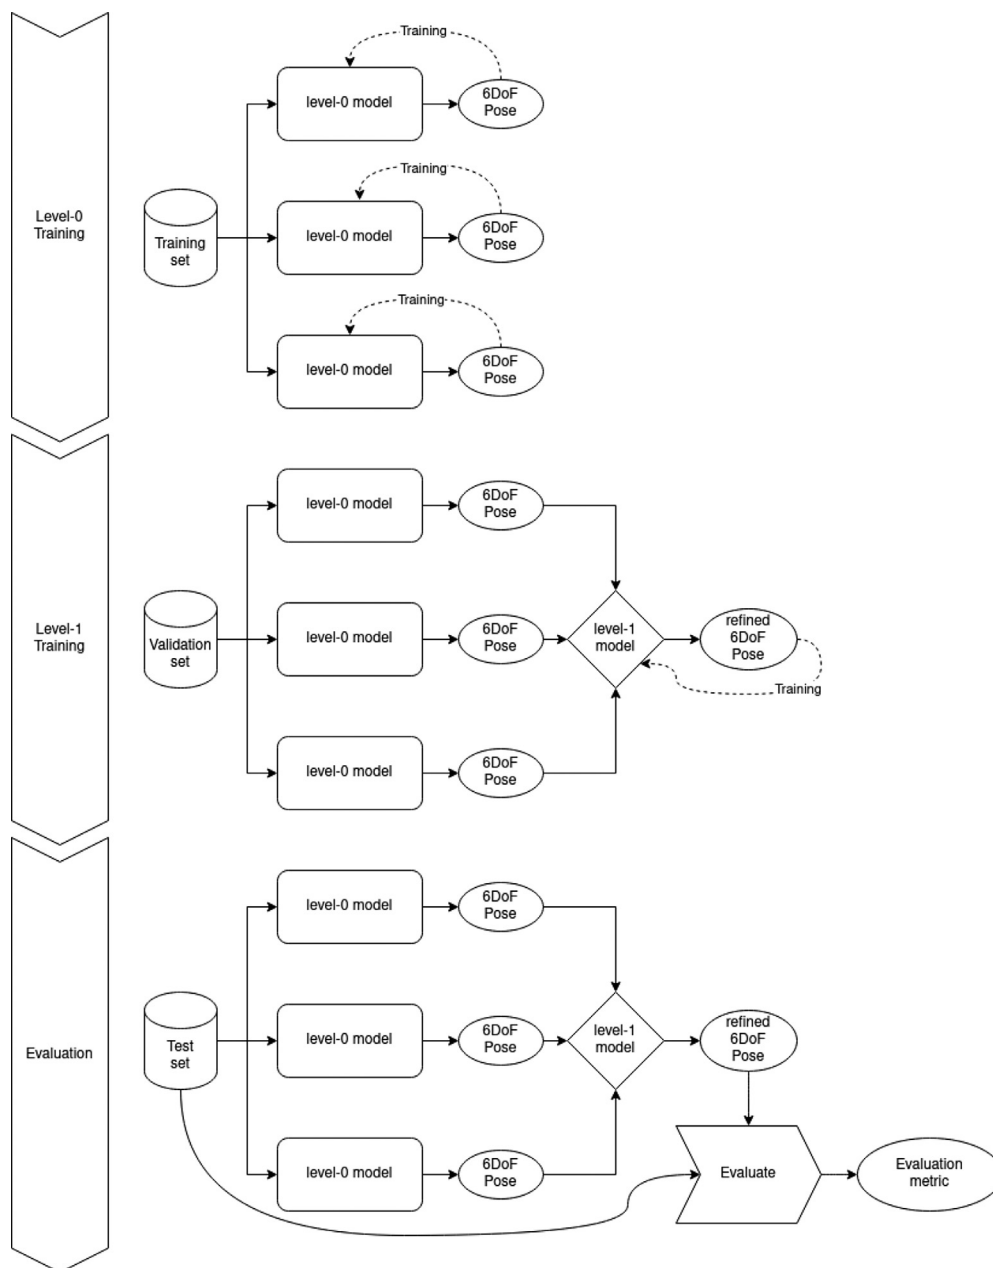 Training
level-0 model
6DoF
Pose
Training
level-0 model
6DoF
Pose
Level-0
Training
Training
set
Training
level-0 model
6DoF
Pose
level-0 model
6DoF
Pose
Level-1
Training
Validation
set
level-0 model
6DoF
Pose
level-1
model
refined
6DoF
Pose
Training
level-0 model
6DoF
Pose
level-0 model
6DoF
Pose
Evaluation
Test
set
level-0 model
6DoF
Pose
level-1
model
refined
6DoF
Pose
level-0 model
6DoF
Pose
Evaluate
Evaluation
metric